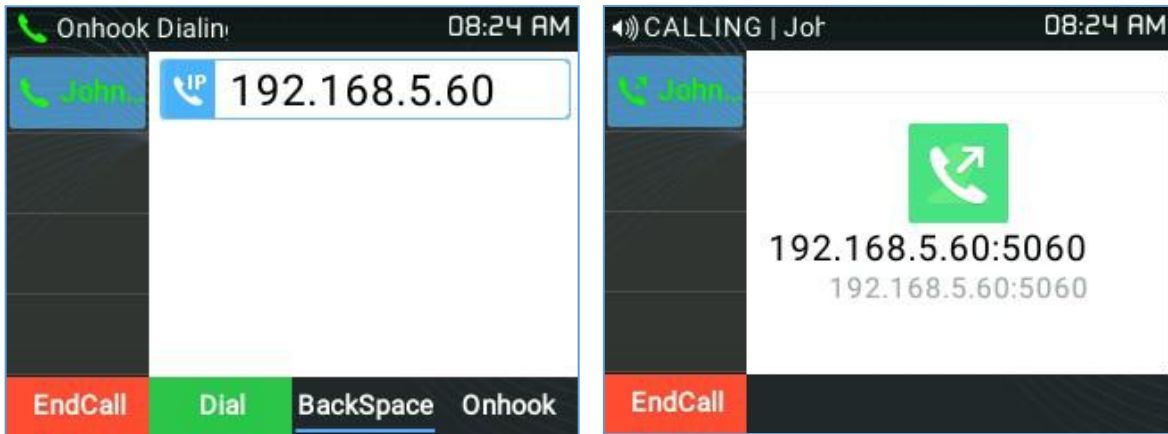 Onhook Dialin
08:24 AM
John...
IP 192.168.5.60
EndCall Dial BackSpace Onhook
CALLING | Joh
08:24 AM
John...
192.168.5.60:5060
192.168.5.60:5060
EndCall